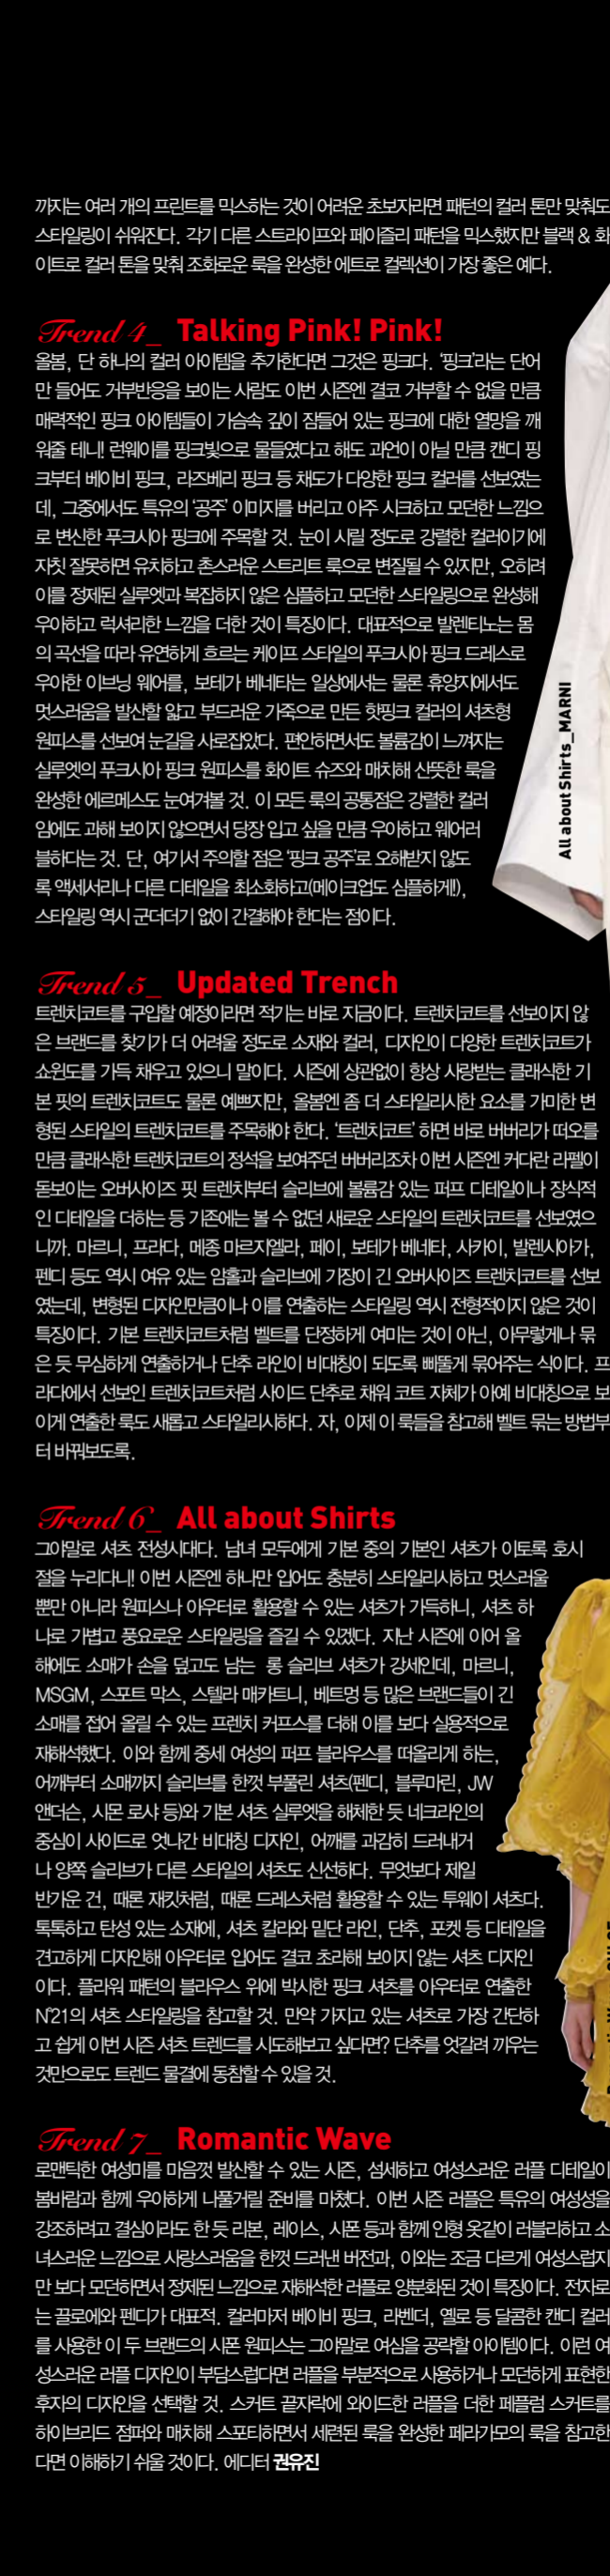 까지는 여러 개의 프린트를 믹스하는 것이 어려운 초보자라면 패턴의 컬러 톤만 맞춰도
스타일링이 쉬워진다. 각기 다른 스트라이프와 페이즐리 패턴을 믹스했지만 블랙 & 화
이트로 컬러 톤을 맞춰 조화로운 룩을 완성한 에트로 컬렉션이 가장 좋은 예다.
Trend 4_ Talking Pink! Pink!
올봄, 단 하나의 컬러 아이템을 추가한다면 그것은 핑크다. ‘핑크’라는 단어
만 들어도 거부반응을 보이는 사람도 이번 시즌엔 결코 거부할 수 없을 만큼
매력적인 핑크 아이템들이 가슴속 깊이 잠들어 있는 핑크에 대한 열망을 깨
워줄 테니! 런웨이를 핑크빛으로 물들였다고 해도 과언이 아닐 만큼 캔디 핑
크부터 베이비 핑크, 라즈베리 핑크 등 채도가 다양한 핑크 컬러를 선보였는
데, 그중에서도 특유의 ‘공주’ 이미지를 버리고 아주 시크하고 모던한 느낌으
로 변신한 푸크시아 핑크에 주목할 것. 눈이 시릴 정도로 강렬한 컬러이기에
자칫 잘못하면 유치하고 촌스러운 스트리트 룩으로 변질될 수 있지만, 오히려
이를 정제된 실루엣과 복잡하지 않은 심플하고 모던한 스타일링으로 완성해
우아하고 럭셔리한 느낌을 더한 것이 특징이다. 대표적으로 발렌티노는 몸
의 곡선을 따라 유연하게 흐르는 케이프 스타일의 푸크시아 핑크 드레스로
우아한 이브닝 웨어를, 보테가 베네타는 일상에서는 물론 휴양지에서도
멋스러움을 발산할 얇고 부드러운 가죽으로 만든 핫핑크 컬러의 셔츠형
원피스를 선보여 눈길을 사로잡았다. 편안하면서도 볼륨감이 느껴지는
실루엣의 푸크시아 핑크 원피스를 화이트 슈즈와 매치해 산뜻한 룩을
완성한 에르메스도 눈여겨볼 것. 이 모든 룩의 공통점은 강렬한 컬러
임에도 과해 보이지 않으면서 당장 입고 싶을 만큼 우아하고 웨어러
블하다는 것. 단, 여기서 주의할 점은 ‘핑크 공주’로 오해받지 않도
록 액세서리나 다른 디테일을 최소화하고(메이크업도 심플하게!),
스타일링 역시 군더더기 없이 간결해야 한다는 점이다.
All about Shirts_MARNI
Trend 5_ Updated Trench
트렌치코트를 구입할 예정이라면 적기는 바로 지금이다. 트렌치코트를 선보이지 않
은 브랜드를 찾기가 더 어려울 정도로 소재와 컬러, 디자인이 다양한 트렌치코트가
쇼윈도를 가득 채우고 있으니 말이다. 시즌에 상관없이 항상 사랑받는 클래식한 기
본 핏의 트렌치코트도 물론 예쁘지만, 올봄엔 좀 더 스타일리시한 요소를 가미한 변
형된 스타일의 트렌치코트를 주목해야 한다. ‘트렌치코트’ 하면 바로 버버리가 떠오를
만큼 클래식한 트렌치코트의 정석을 보여주던 버버리조차 이번 시즌엔 커다란 라펠이
돋보이는 오버사이즈 핏 트렌치부터 슬리브에 볼륨감 있는 퍼프 디테일이나 장식적
인 디테일을 더하는 등 기존에는 볼 수 없던 새로운 스타일의 트렌치코트를 선보였으
니까. 마르니, 프라다, 메종 마르지엘라, 페이, 보테가 베네타, 사카이, 발렌시아가,
펜디 등도 역시 여유 있는 암홀과 슬리브에 기장이 긴 오버사이즈 트렌치코트를 선보
였는데, 변형된 디자인만큼이나 이를 연출하는 스타일링 역시 전형적이지 않은 것이
특징이다. 기본 트렌치코트처럼 벨트를 단정하게 여미는 것이 아닌, 아무렇게나 묶
은 듯 무심하게 연출하거나 단추 라인이 비대칭이 되도록 삐뚤게 묶어주는 식이다. 프
라다에서 선보인 트렌치코트처럼 사이드 단추로 채워 코트 자체가 아예 비대칭으로 보
이게 연출한 룩도 새롭고 스타일리시하다. 자, 이제 이 룩들을 참고해 벨트 묶는 방법부
터 바꿔보도록.
Trend 6_ All about Shirts
그야말로 셔츠 전성시대다. 남녀 모두에게 기본 중의 기본인 셔츠가 이토록 호시
절을 누리다니! 이번 시즌엔 하나만 입어도 충분히 스타일리시하고 멋스러울
뿐만 아니라 원피스나 아우터로 활용할 수 있는 셔츠가 가득하니, 셔츠 하
나로 가볍고 풍요로운 스타일링을 즐길 수 있겠다. 지난 시즌에 이어 올
해에도 소매가 손을 덮고도 남는 롱 슬리브 셔츠가 강세인데, 마르니,
MSGM, 스포트 막스, 스텔라 매카트니, 베트멍 등 많은 브랜드들이 긴
소매를 접어 올릴 수 있는 프렌치 커프스를 더해 이를 보다 실용적으로
재해석했다. 이와 함께 중세 여성의 퍼프 블라우스를 떠올리게 하는,
어깨부터 소매까지 슬리브를 한껏 부풀린 셔츠(펜디, 블루마린, JW
앤더슨, 시몬 로샤 등)와 기본 셔츠 실루엣을 해체한 듯 네크라인의
중심이 사이드로 엇나간 비대칭 디자인, 어깨를 과감히 드러내거
나 양쪽 슬리브가 다른 스타일의 셔츠도 신선하다. 무엇보다 제일
반가운 건, 때론 재킷처럼, 때론 드레스처럼 활용할 수 있는 투웨이 셔츠다.
톡톡하고 탄성 있는 소재에, 셔츠 칼라와 밑단 라인, 단추, 포켓 등 디테일을
견고하게 디자인해 아우터로 입어도 결코 초라해 보이지 않는 셔츠 디자인
이다. 플라워 패턴의 블라우스 위에 박시한 핑크 셔츠를 아우터로 연출한
N°21의 셔츠 스타일링을 참고할 것. 만약 가지고 있는 셔츠로 가장 간단하
고 쉽게 이번 시즌 셔츠 트렌드를 시도해보고 싶다면? 단추를 엇갈려 끼우는
것만으로도 트렌드 물결에 동참할 수 있을 것.
Trend 7_ Romantic Wave
로맨틱한 여성미를 마음껏 발산할 수 있는 시즌, 섬세하고 여성스러운 러플 디테일이
봄바람과 함께 우아하게 나풀거릴 준비를 마쳤다. 이번 시즌 러플은 특유의 여성성을
강조하려고 결심이라도 한 듯 리본, 레이스, 시폰 등과 함께 인형 옷같이 러블리하고 소
녀스러운 느낌으로 사랑스러움을 한껏 드러낸 버전과, 이와는 조금 다르게 여성스럽지
만 보다 모던하면서 정제된 느낌으로 재해석한 러플로 양분화된 것이 특징이다. 전자로
는 끌로에와 펜디가 대표적. 컬러마저 베이비 핑크, 라벤더, 옐로 등 달콤한 캔디 컬러
를 사용한 이 두 브랜드의 시폰 원피스는 그야말로 여심을 공략할 아이템이다. 이런 여
성스러운 러플 디자인이 부담스럽다면 러플을 부분적으로 사용하거나 모던하게 표현한
후자의 디자인을 선택할 것. 스커트 끝자락에 와이드한 러플을 더한 페플럼 스커트를
하이브리드 점퍼와 매치해 스포티하면서 세련된 룩을 완성한 페라가모의 룩을 참고한
다면 이해하기 쉬울 것이다. 에디터 권유진